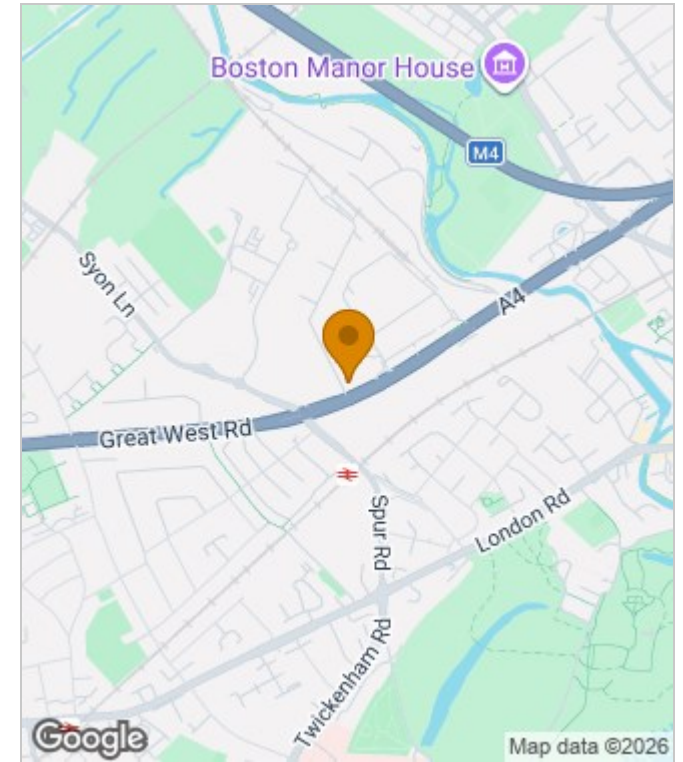 Boston Manor House
M4
Syon Ln
A4
Great West Rd
Spur Rd
London Rd
Twickenham Rd
Google
Map data ©2026